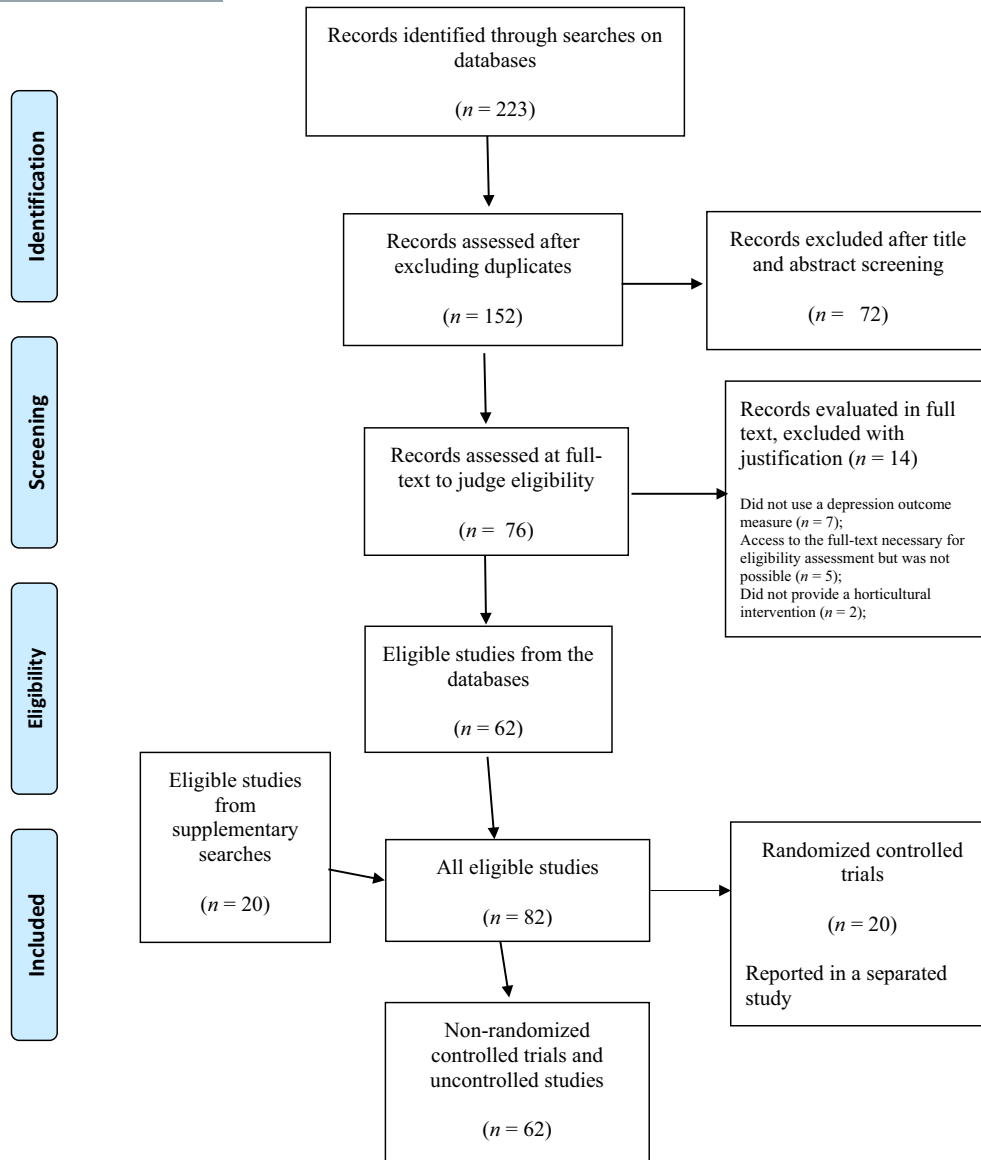 Records identified through searches on
databases
(n = 223)
Identification
Records assessed after
excluding duplicates
(n = 152)
Records excluded after title
and abstract screening
(n = 72)
Screening
Records assessed at full-
text to judge eligibility
(n = 76)
Records evaluated in full
text, excluded with
justification (n = 14)
Did not use a depression outcome
measure (n = 7);
Access to the full-text necessary for
eligibility assessment but was not
possible (n = 5);
Did not provide a horticultural
intervention (n = 2);
Eligibility
Eligible studies from the
databases
(n = 62)
Eligible studies
from
supplementary
searches
(n = 20)
Included
All eligible studies
(n = 82)
Randomized controlled
trials
(n = 20)
Reported in a separated
study
Non-randomized
controlled trials and
uncontrolled studies
(n = 62)